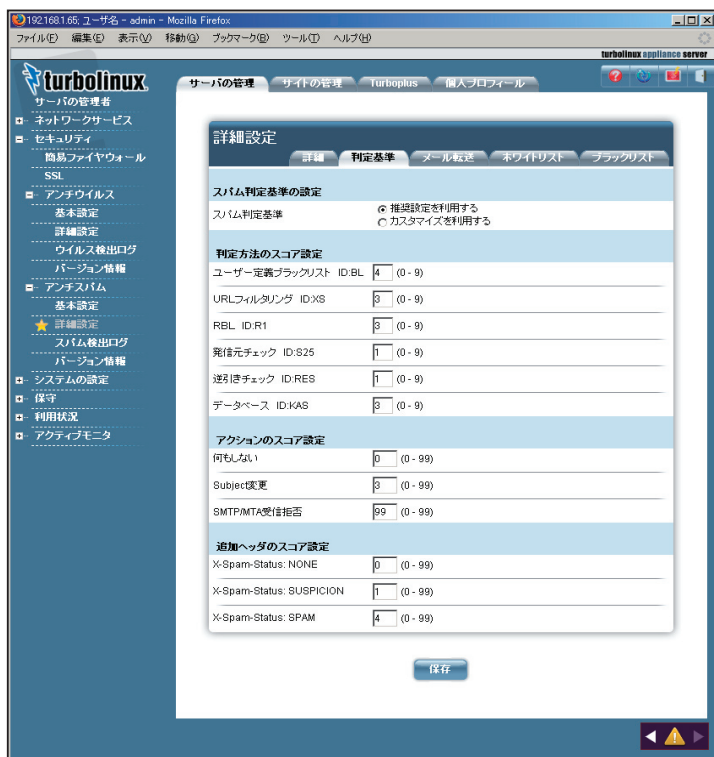 192.168.1.65; ユーザ名 - admin - Mozilla Firefox
ファイル(F) 編集(E) 表示(V) 移動(G) ブックマーク(B) ツール(T) ヘルプ(H)
turbolinux appliance server
turbolinux
サーバの管理 サイトの管理 Turboplus 個人プロフィール
サーバの管理者
ネットワークサービス
セキュリティ
簡易ファイヤウォール
SSL
アンチウイルス
基本設定
詳細設定
ウイルス検出ログ
バージョン情報
アンチスパム
基本設定
詳細設定
スパム検出ログ
バージョン情報
システムの設定
保守
利用状況
アクティブモニタ
詳細設定
詳細 判定基準 メール転送 ホワイトリスト ブラックリスト
スパム判定基準の設定
スパム判定基準
推奨設定を利用する
カスタマイズを利用する
判定方法のスコア設定
ユーザー定義ブラックリスト ID:BL 4 (0 - 9)
URLフィルタリング ID:XS 3 (0 - 9)
RBL ID:R1 3 (0 - 9)
発信元チェック ID:S25 1 (0 - 9)
逆引きチェック ID:RES 1 (0 - 9)
データベース ID:KAS 3 (0 - 9)
アクションのスコア設定
何もしない 0 (0 - 99)
Subject変更 3 (0 - 99)
SMTP/MTA受信拒否 99 (0 - 99)
追加ヘッダのスコア設定
X-Spam-Status: NONE 0 (0 - 99)
X-Spam-Status: SUSPICION 1 (0 - 99)
X-Spam-Status: SPAM 4 (0 - 99)
保存